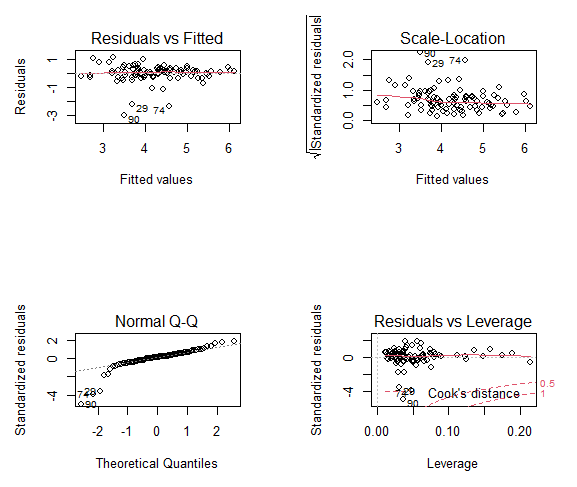 Residuals vs Fitted
Residuals
1
-1
-3
29
74
90
3 4 5 6
Fitted values
Scale-Location
√|Standardized residuals|
2.0
1.0
0.0
90
29
74
3 4 5 6
Fitted values
Normal Q-Q
Standardized residuals
2
0
-4
29
74
90
-2 -1 0 1 2
Theoretical Quantiles
Residuals vs Leverage
Standardized residuals
2
0
-4
29
74
90
Cook's distance
0.5
1
0.00 0.10 0.20
Leverage